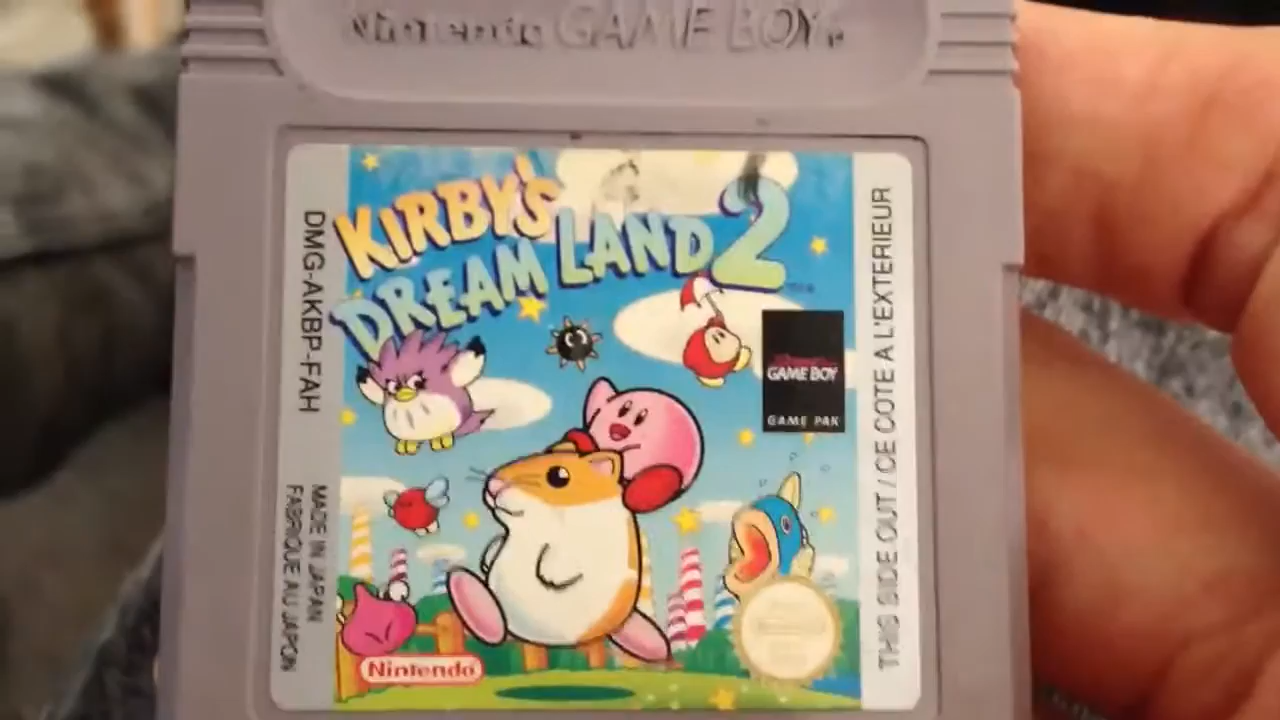 Nintendo GAME BOY
KIRBY'S
DREAM LAND 2
DMG-AKBP-FAH
MADE IN JAPAN
FABRIQUE AU JAPON
GAME BOY
GAME PAK
THIS SIDE OUT / CE COTE A L'EXTERIEUR
Nintendo